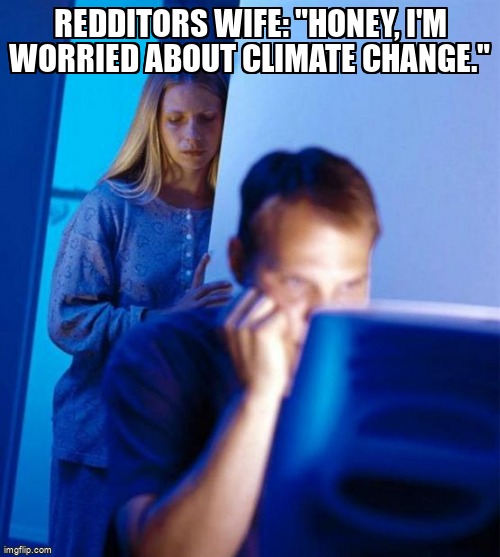 REDDITORS WIFE: "HONEY, I'M
WORRIED ABOUT CLIMATE CHANGE."
imgflip.com